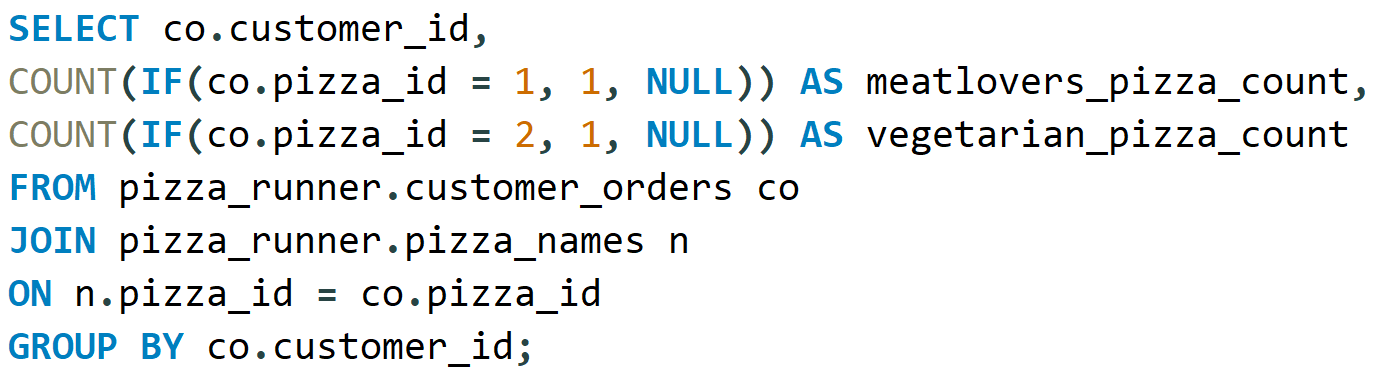 SELECT co.customer_id,
COUNT(IF(co.pizza_id = 1, 1, NULL)) AS meatlovers_pizza_count,
COUNT(IF(co.pizza_id = 2, 1, NULL)) AS vegetarian_pizza_count
FROM pizza_runner.customer_orders co
JOIN pizza_runner.pizza_names n
ON n.pizza_id = co.pizza_id
GROUP BY co.customer_id;